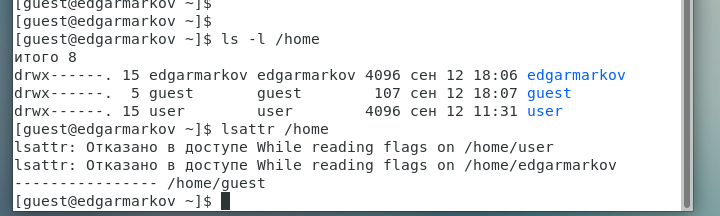 [guest@edgarmarkov ~]$
[guest@edgarmarkov ~]$
[guest@edgarmarkov ~]$ ls -l /home
итого 8
drwx------. 15 edgarmarkov edgarmarkov 4096 сен 12 18:06 edgarmarkov
drwx------.  5 guest       guest        107 сен 12 18:07 guest
drwx------. 15 user        user        4096 сен 12 11:31 user
[guest@edgarmarkov ~]$ lsattr /home
lsattr: Отказано в доступе While reading flags on /home/user
lsattr: Отказано в доступе While reading flags on /home/edgarmarkov
---------------- /home/guest
[guest@edgarmarkov ~]$